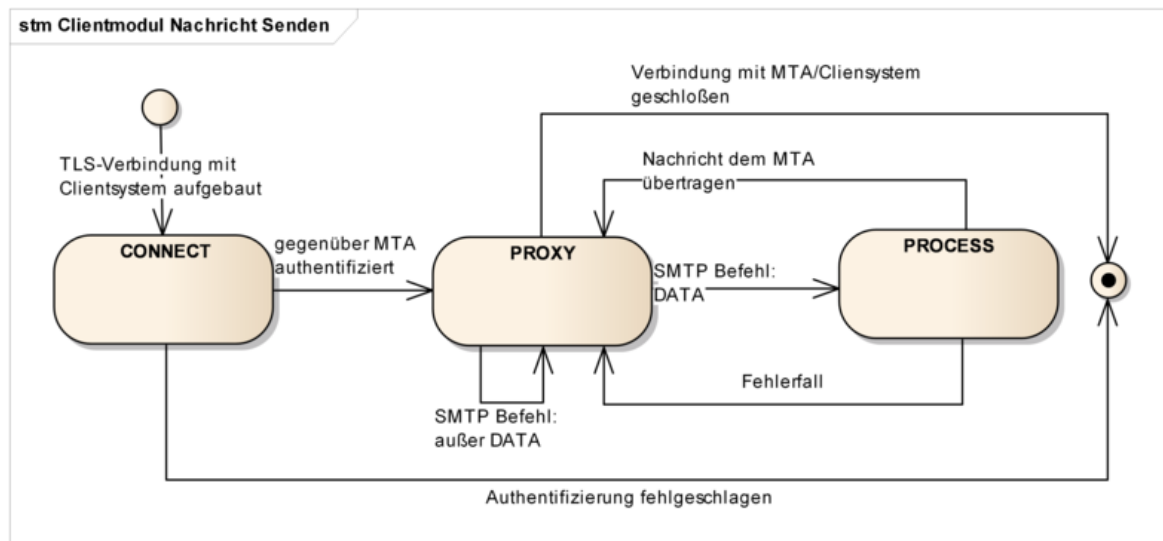 stm Clientmodul Nachricht Senden
Verbindung mit MTA/Cliensystem
geschloßen
TLS-Verbindung mit
Clientsystem aufgebaut
Nachricht dem MTA
übertragen
CONNECT
gegenüber MTA
authentifiziert
PROXY
SMTP Befehl:
DATA
PROCESS
Fehlerfall
SMTP Befehl:
außer DATA
Authentifizierung fehlgeschlagen